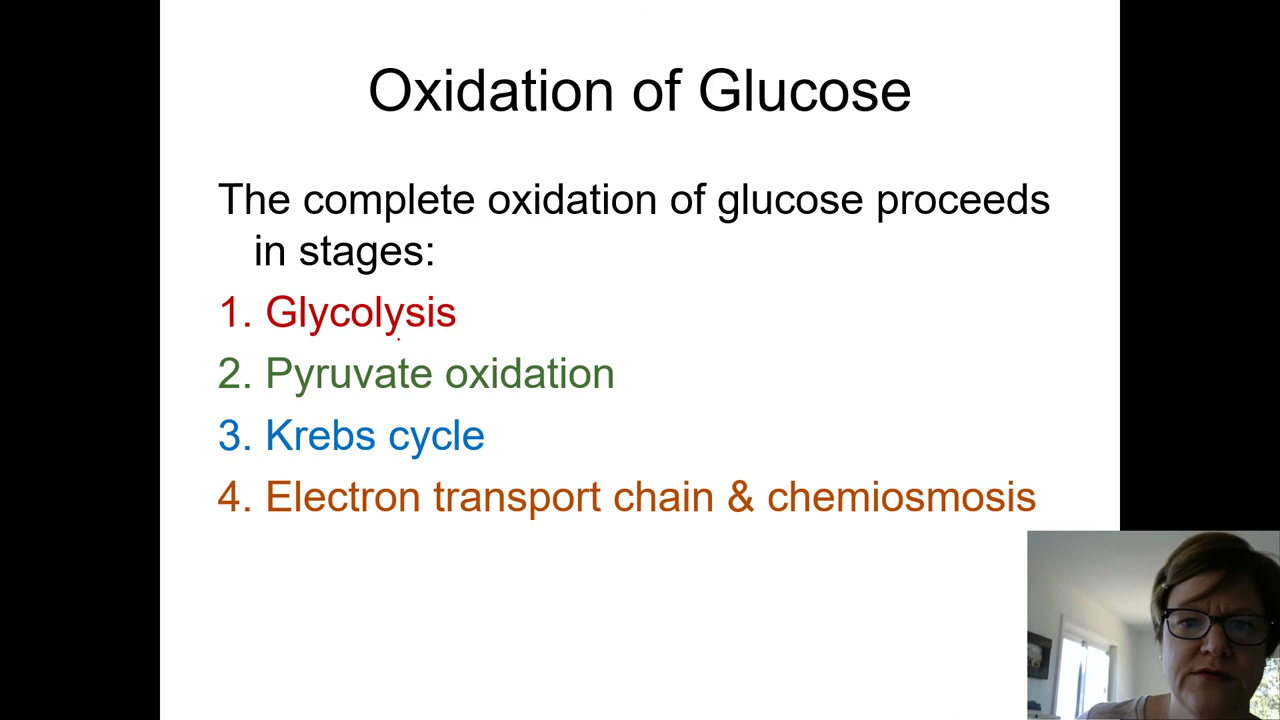 Oxidation of Glucose
The complete oxidation of glucose proceeds
in stages:
1. Glycolysis
2. Pyruvate oxidation
3. Krebs cycle
4. Electron transport chain & chemiosmosis